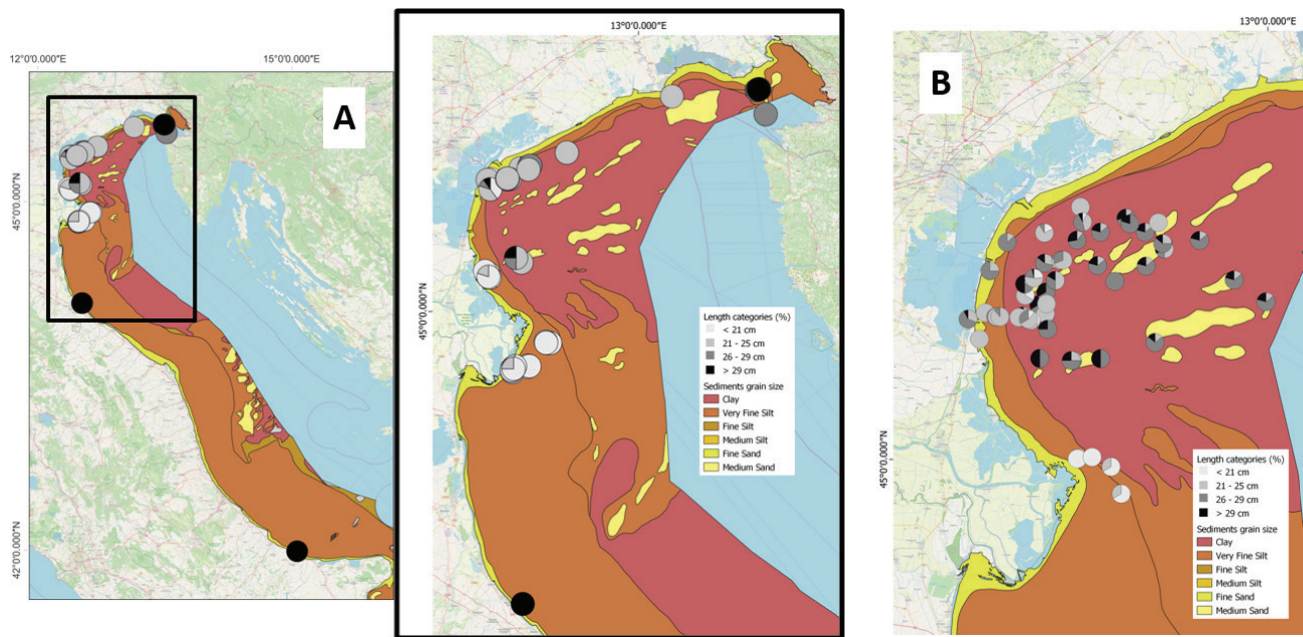 12°0'0.000"E
15°0'0.000"E
45°0'0.000"N
42°0'0.000"N
A
13°0'0.000"E
45°0'0.000"N
Length categories (%)
< 21 cm
21 - 25 cm
26 - 29 cm
> 29 cm
Sediments grain size
Clay
Very Fine Silt
Fine Silt
Medium Silt
Fine Sand
Medium Sand
13°0'0.000"E
B
45°0'0.000"N
Length categories (%)
< 21 cm
21 - 25 cm
26 - 29 cm
> 29 cm
Sediments grain size
Clay
Very Fine Silt
Fine Silt
Medium Silt
Fine Sand
Medium Sand